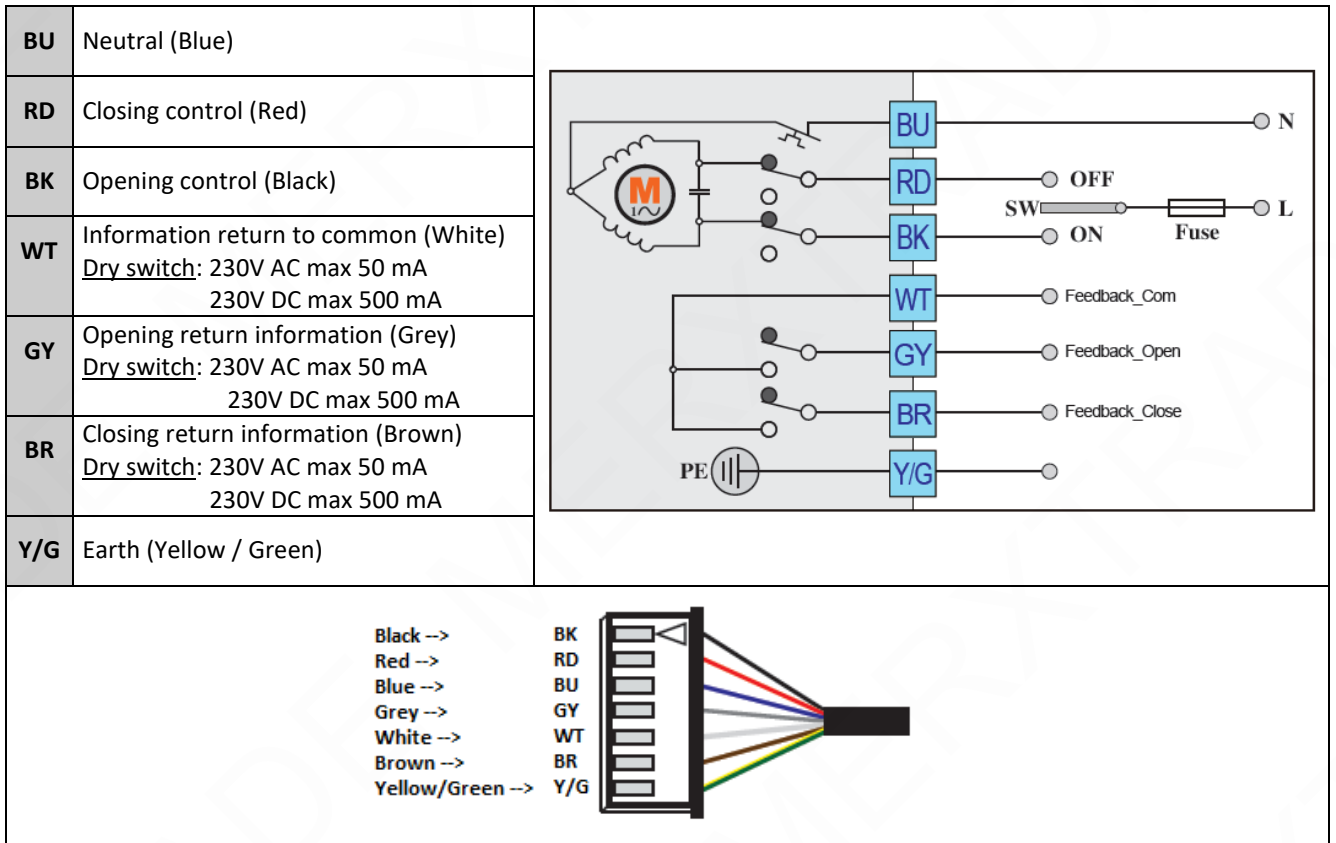 BU Neutral (Blue)
RD Closing control (Red)
BK Opening control (Black)
WT Information return to common (White)
Dry switch: 230V AC max 50 mA
230V DC max 500 mA
GY Opening return information (Grey)
Dry switch: 230V AC max 50 mA
230V DC max 500 mA
BR Closing return information (Brown)
Dry switch: 230V AC max 50 mA
230V DC max 500 mA
Y/G Earth (Yellow / Green)
BU N
RD OFF
SW Fuse L
BK ON
M
1
WT Feedback_Com
GY Feedback_Open
BR Feedback_Close
PE Y/G
Black --> BK
Red --> RD
Blue --> BU
Grey --> GY
White --> WT
Brown --> BR
Yellow/Green --> Y/G